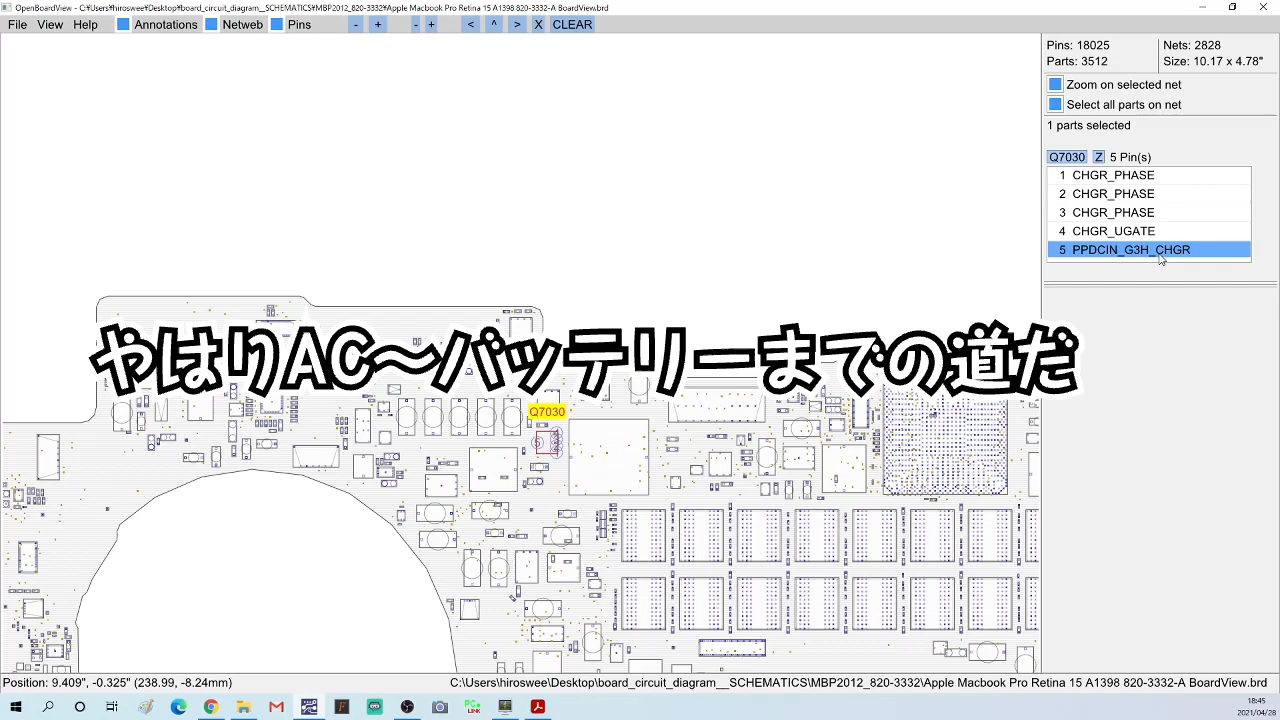 OpenBoardView - C:¥Users¥hiroswee¥Desktop¥board_circuit_diagram__SCHEMATICS¥MBP2012_820-3332¥Apple Macbook Pro Retina 15 A1398 820-3332-A BoardView.brd
File View Help Annotations Netweb Pins - + - + < ^ > X CLEAR
Pins: 18025 Nets: 2828
Parts: 3512 Size: 10.17 x 4.78"
Zoom on selected net
Select all parts on net
1 parts selected
Q7030 Z 5 Pin(s)
1 CHGR_PHASE
2 CHGR_PHASE
3 CHGR_PHASE
4 CHGR_UGATE
5 PPDCIN_G3H_CHGR
やはりAC～バッテリーまでの道だ
Q7030
Position: 9.409", -0.325" (238.99, -8.24mm) C:\Users\hiroswee\Desktop\board_circuit_diagram__SCHEMATICS\MBP2012_820-3332\Apple Macbook Pro Retina 15 A1398 820-3332-A BoardView.brd
18:45
2021/04/28